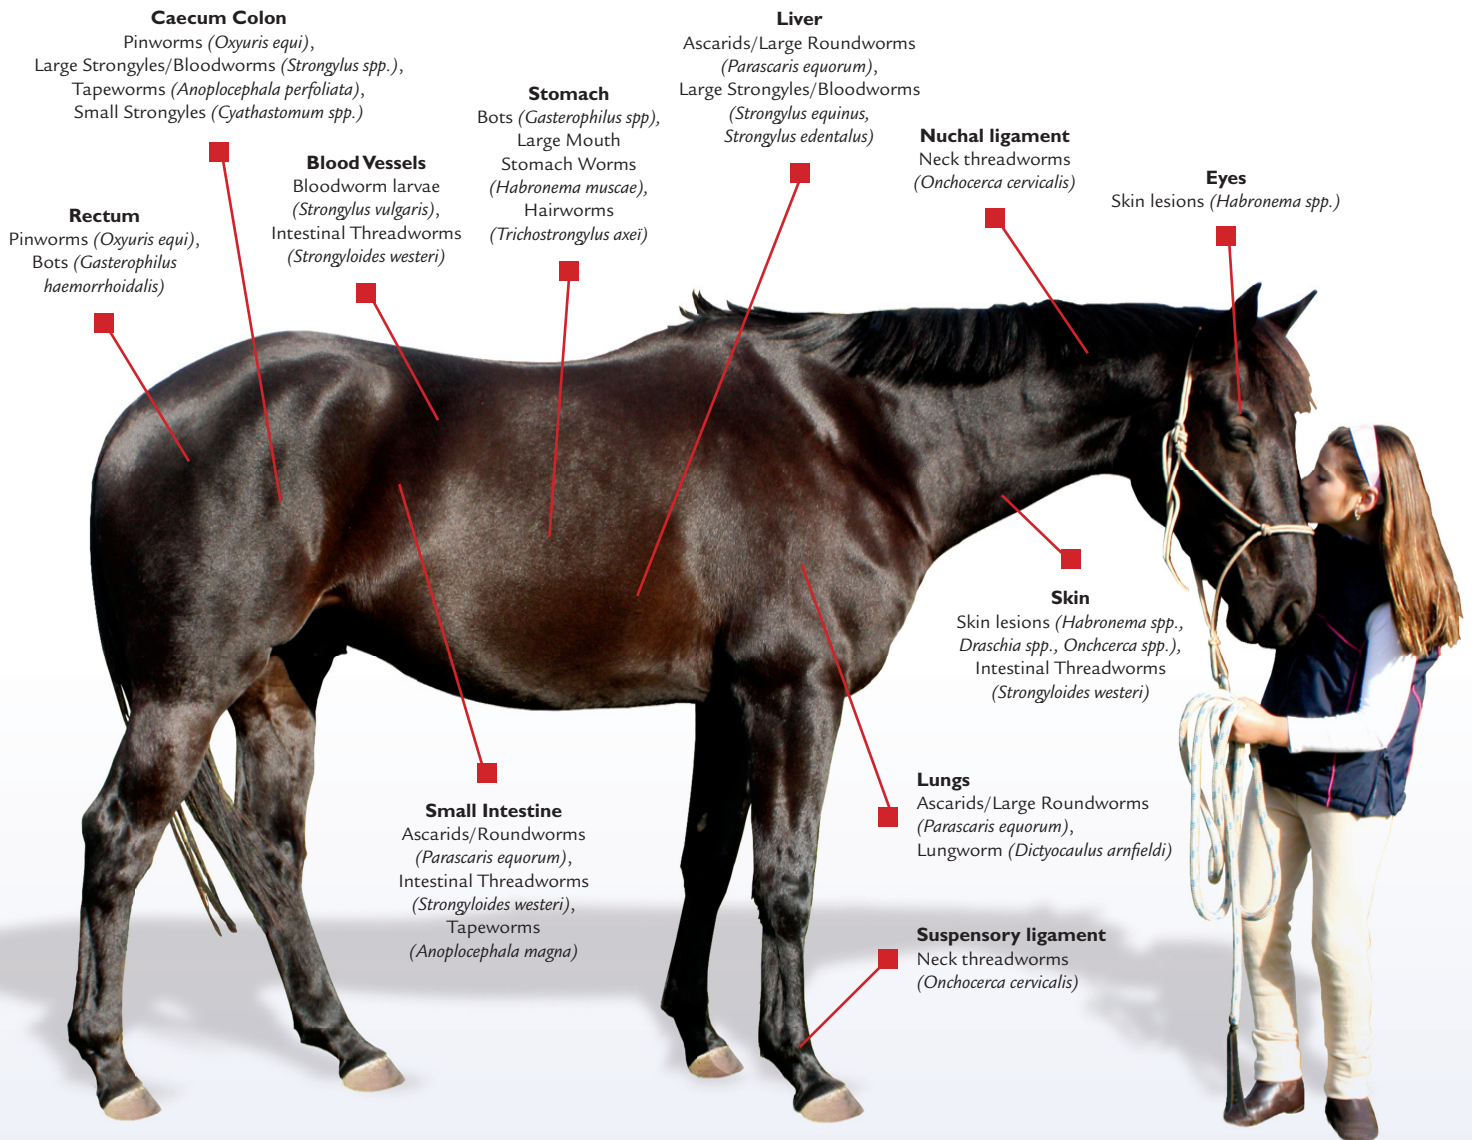 Caecum Colon
Pinworms (Oxyuris equi),
Large Strongyles/Bloodworms (Strongylus spp.),
Tapeworms (Anoplocephala perfoliata),
Small Strongyles (Cyathastomum spp.)
Liver
Ascarids/Large Roundworms
(Parascaris equorum),
Large Strongyles/Bloodworms
(Strongylus equinus,
Strongylus edentalus)
Stomach
Bots (Gasterophilus spp),
Large Mouth
Stomach Worms
(Habronema muscae),
Hairworms
(Trichostrongylus axei)
Nuchal ligament
Neck threadworms
(Onchocerca cervicalis)
Eyes
Skin lesions (Habronema spp.)
Blood Vessels
Bloodworm larvae
(Strongylus vulgaris),
Intestinal Threadworms
(Strongyloides westeri)
Rectum
Pinworms (Oxyuris equi),
Bots (Gasterophilus
haemorrhoidalis)
Skin
Skin lesions (Habronema spp.,
Draschia spp., Onchcerca spp.),
Intestinal Threadworms
(Strongyloides westeri)
Lungs
Ascarids/Large Roundworms
(Parascaris equorum),
Lungworm (Dictyocaulus arnfieldi)
Small Intestine
Ascarids/Roundworms
(Parascaris equorum),
Intestinal Threadworms
(Strongyloides westeri),
Tapeworms
(Anoplocephala magna)
Suspensory ligament
Neck threadworms
(Onchocerca cervicalis)